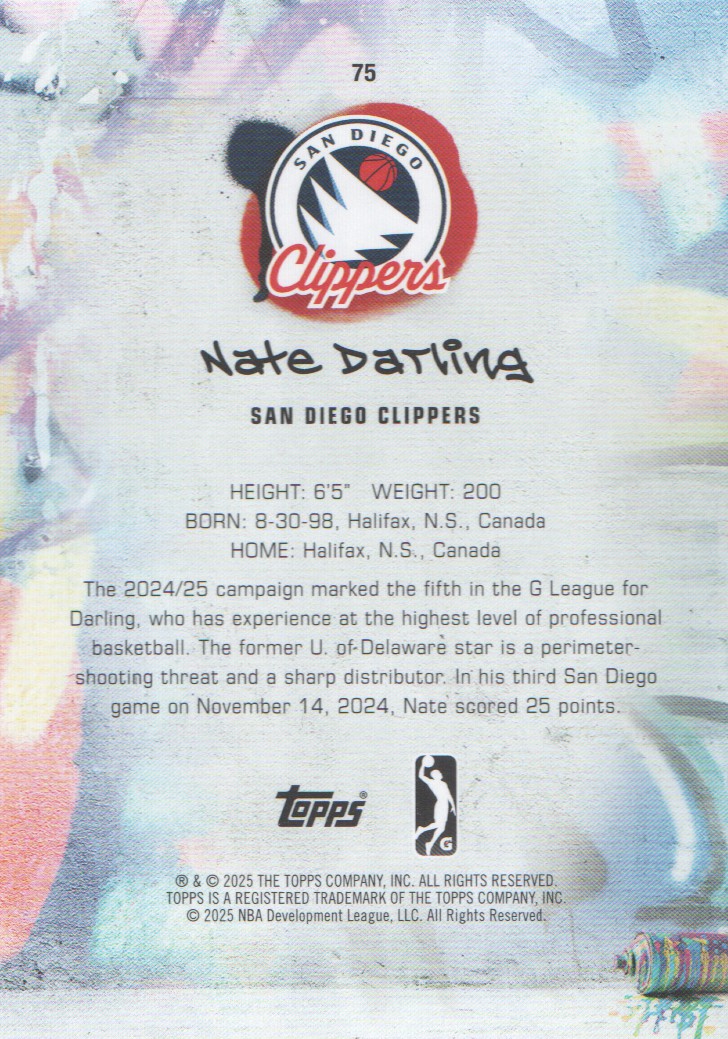 75
SAN DIEGO
Clippers
Nate Darling
SAN DIEGO CLIPPERS
HEIGHT: 6'5" WEIGHT: 200
BORN: 8-30-98, Halifax, N.S., Canada
HOME: Halifax, N.S., Canada
The 2024/25 campaign marked the fifth in the G League for
Darling, who has experience at the highest level of professional
basketball. The former U. of Delaware star is a perimeter-
shooting threat and a sharp distributor. In his third San Diego
game on November 14, 2024, Nate scored 25 points.
Topps®
G
® & © 2025 THE TOPPS COMPANY, INC. ALL RIGHTS RESERVED.
TOPPS IS A REGISTERED TRADEMARK OF THE TOPPS COMPANY, INC.
© 2025 NBA Development League, LLC. All Rights Reserved.